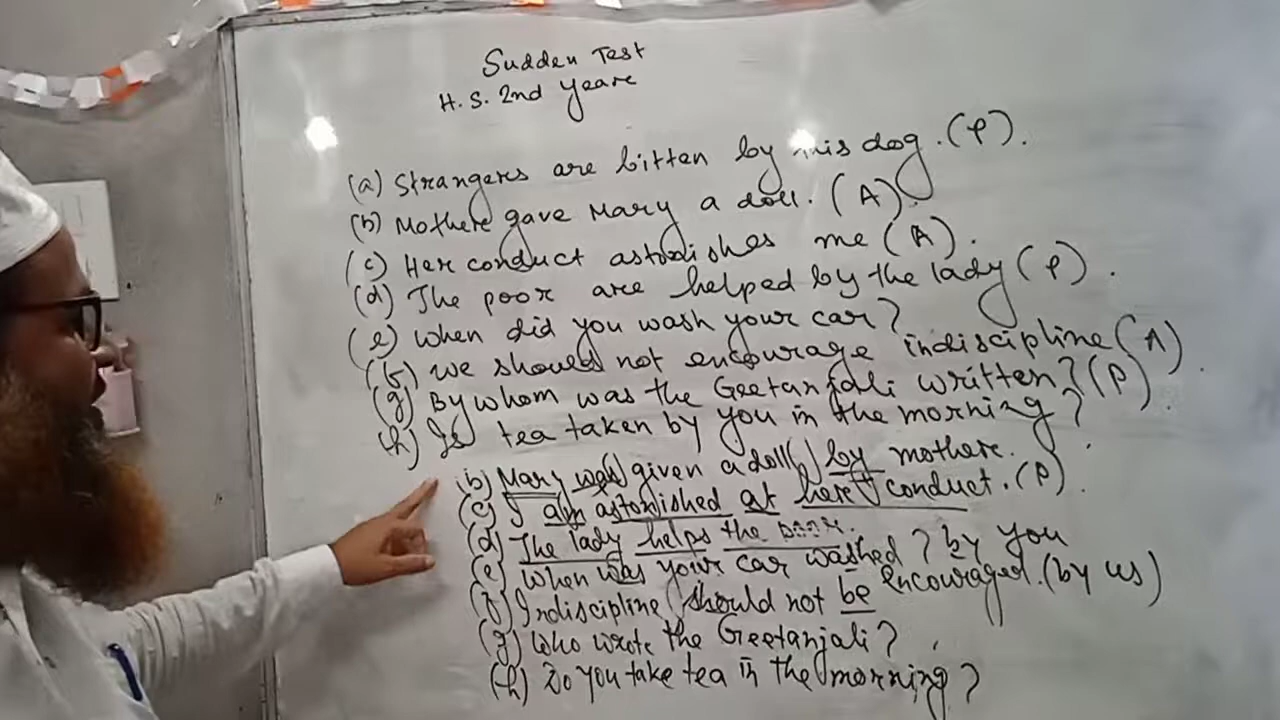 Sudden Test
H. S. 2nd Yeare
(a) Strangers are bitten by his dog. (P).
(b) Mothere gave Mary a doll. (A).
(c) Her conduct astonishes me (A).
(d) The poor are helped by the lady (P).
(e) When did you wash your car?
(f) we should not encourage indiscipline (A).
(g) By whom was the Geetanjali written? (P).
(h) Is tea taken by you in the morning?
(b) Mary was given a doll by mothere.
(c) I am astonished at here conduct. (P).
(d) The lady helps the poor.
(e) When was your car washed? by you
(f) Indiscipline should not be encouraged. (by us)
(g) Who wrote the Geetanjali?
(h) Do you take tea in the morning?